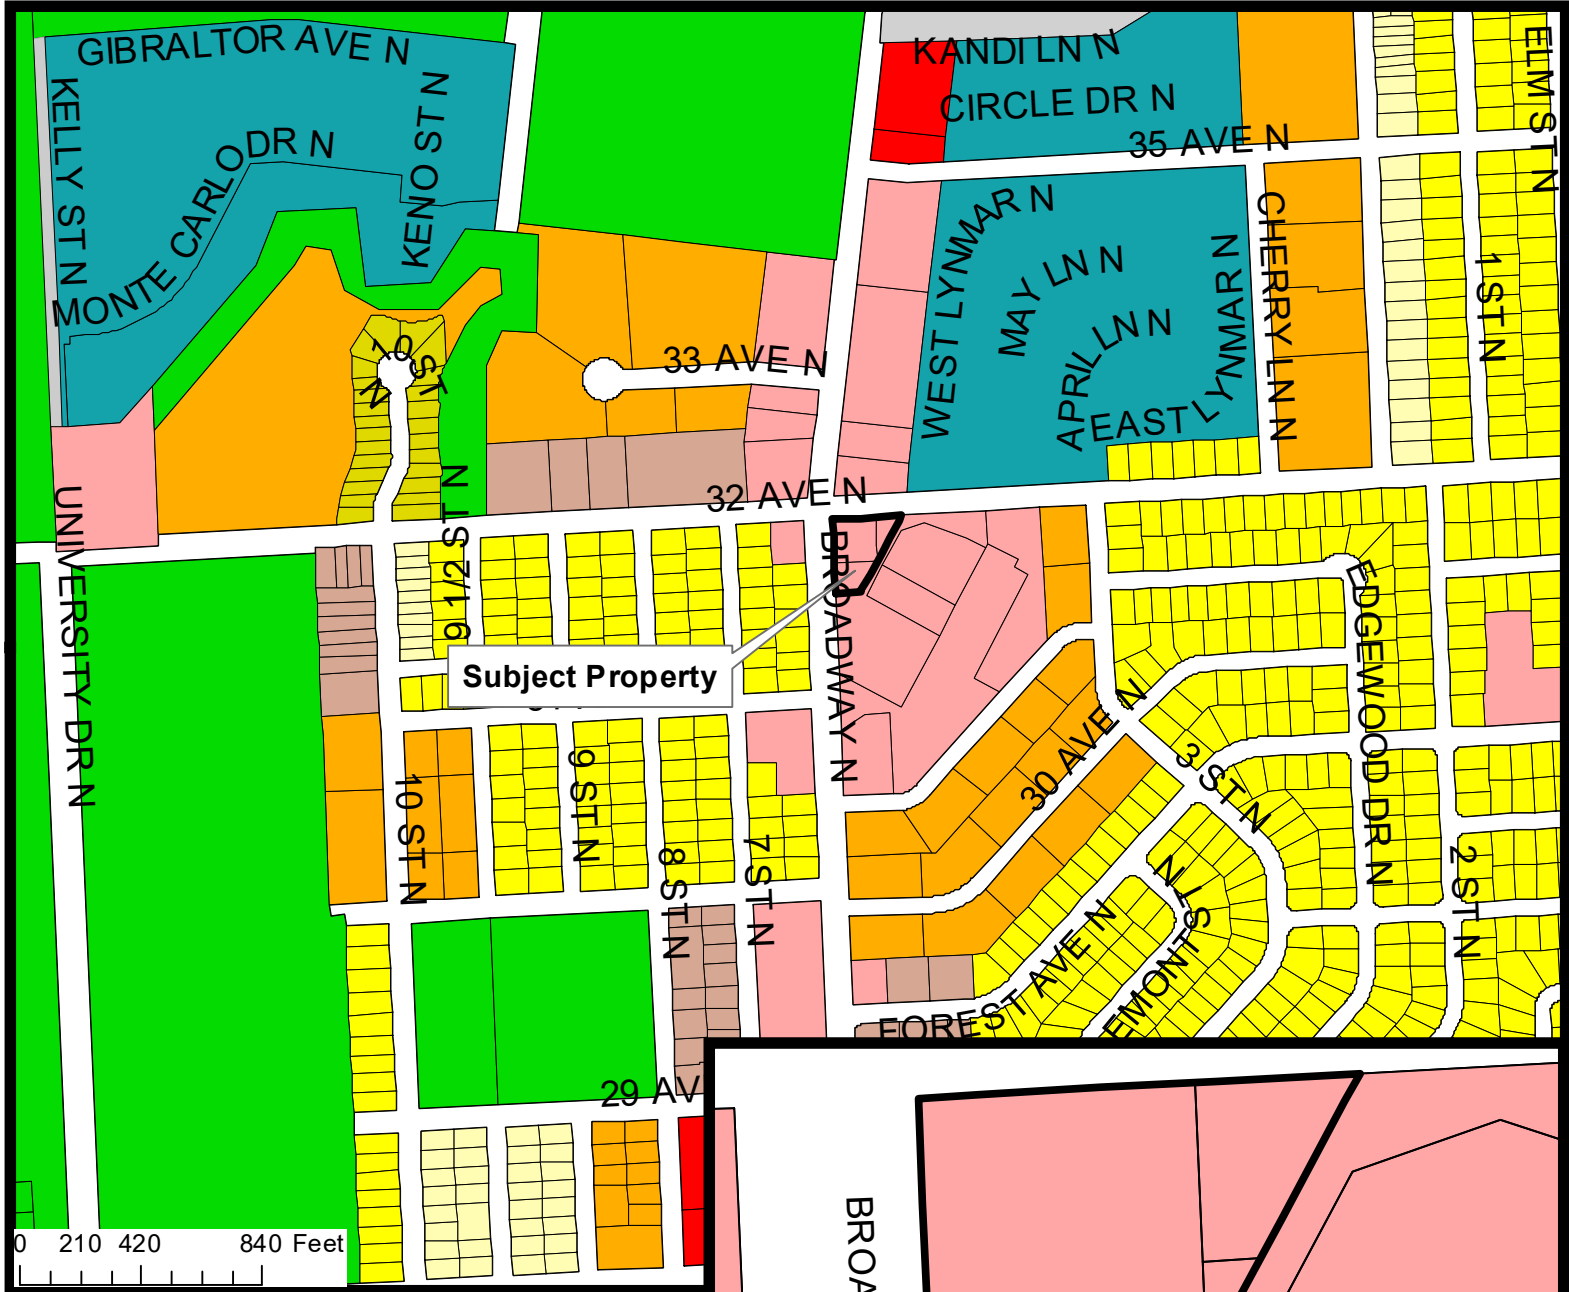 GIBRALTOR AVE N
KELLY ST N
KENO ST N
MONTE CARLO DR N
KANDI LN N
CIRCLE DR N
35 AVE N
ELM ST N
WEST LYNMAR N
MAY LN N
APRIL LN N
EAST LYNMAR N
CHERRY LN N
1 ST N
10 ST N
33 AVE N
32 AVE N
UNIVERSITY DR N
9 1/2 ST N
BROADWAY N
Subject Property
EDGEWOOD DR N
30 AVE N
3 ST N
10 ST N
9 ST N
8 ST N
7 ST N
2 ST N
FOREST AVE N
EMONT ST N
29 AV
0 210 420 840 Feet
BROA